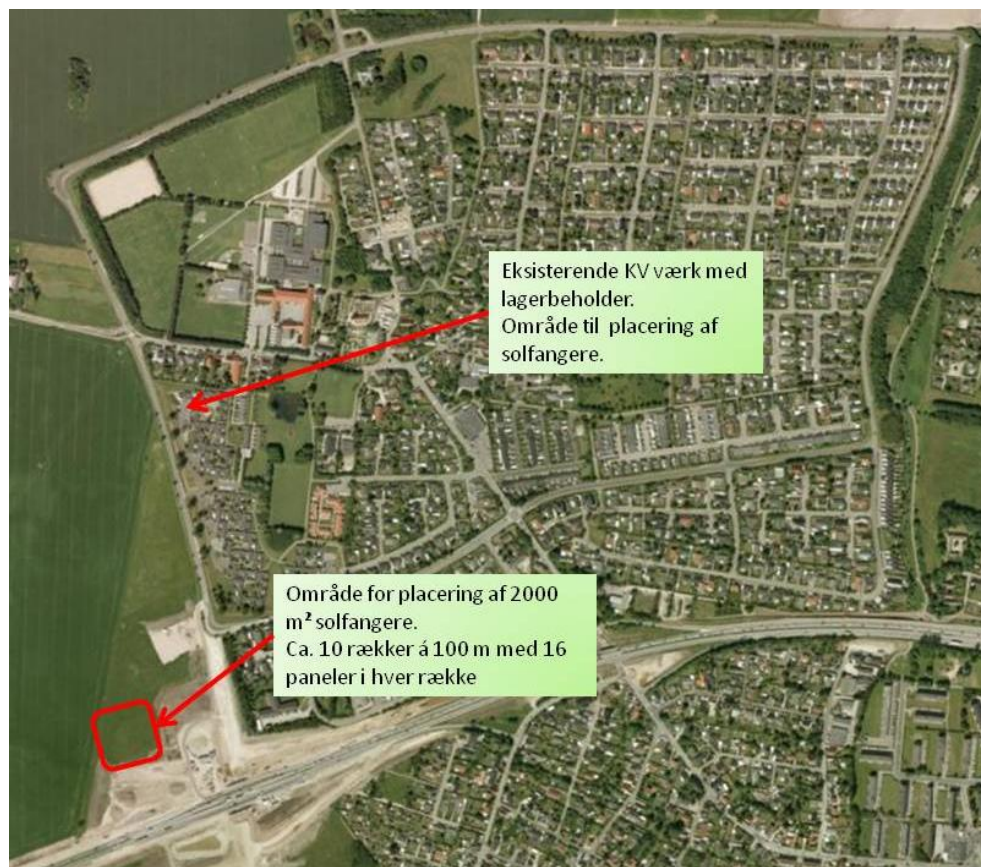 Eksisterende KV værk med
lagerbeholder.
Område til placering af
solfangere.
Område for placering af 2000
m² solfangere.
Ca. 10 rækker á 100 m med 16
paneler i hver række